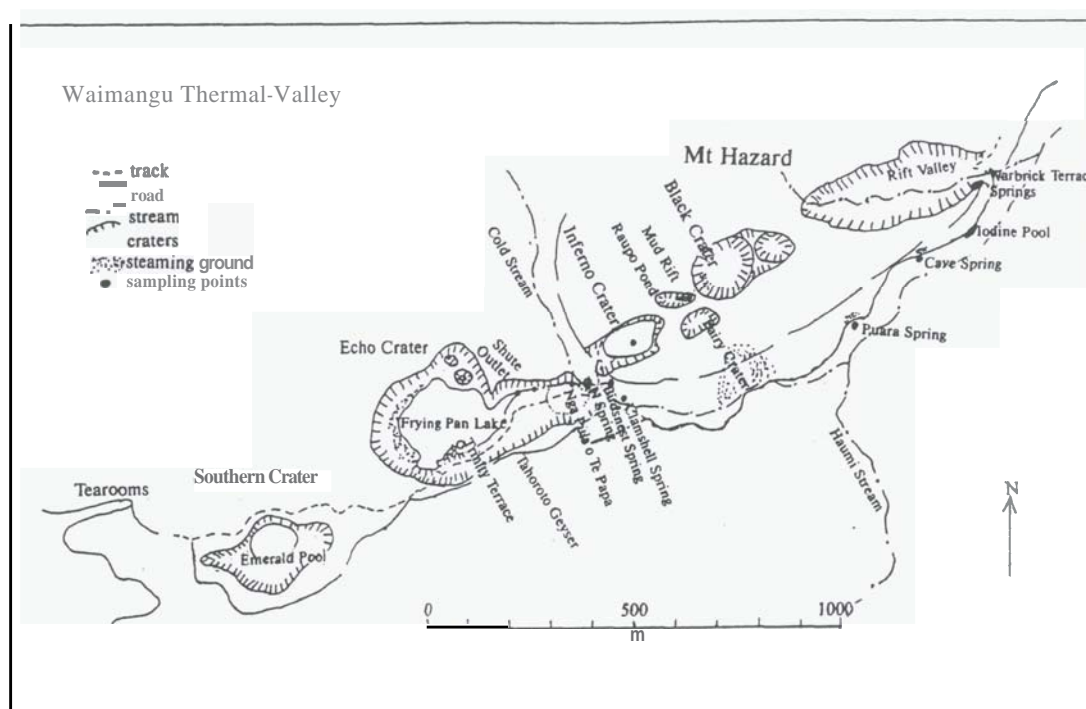 Waimangu Thermal-Valley
track
road
stream
craters
steaming ground
sampling points
Mt Hazard
Rift Valley
Warbrick Terrace
Springs
Iodine Pool
Cave Spring
Puara Spring
Haumi Stream
Black Crater
Mud Rift
Raupo Pond
Inferno Crater
Cold Stream
Fairy Crater
Echo Crater
Shute
Outlet
Frying Pan Lake
N Spring
Birdsnest Spring
Clamshell Spring
Nga Puia o Te Papa
Trinity Terrace
Tahoroto Geyser
Southern Crater
Tearooms
Emerald Pool
N
0
500
1000
m